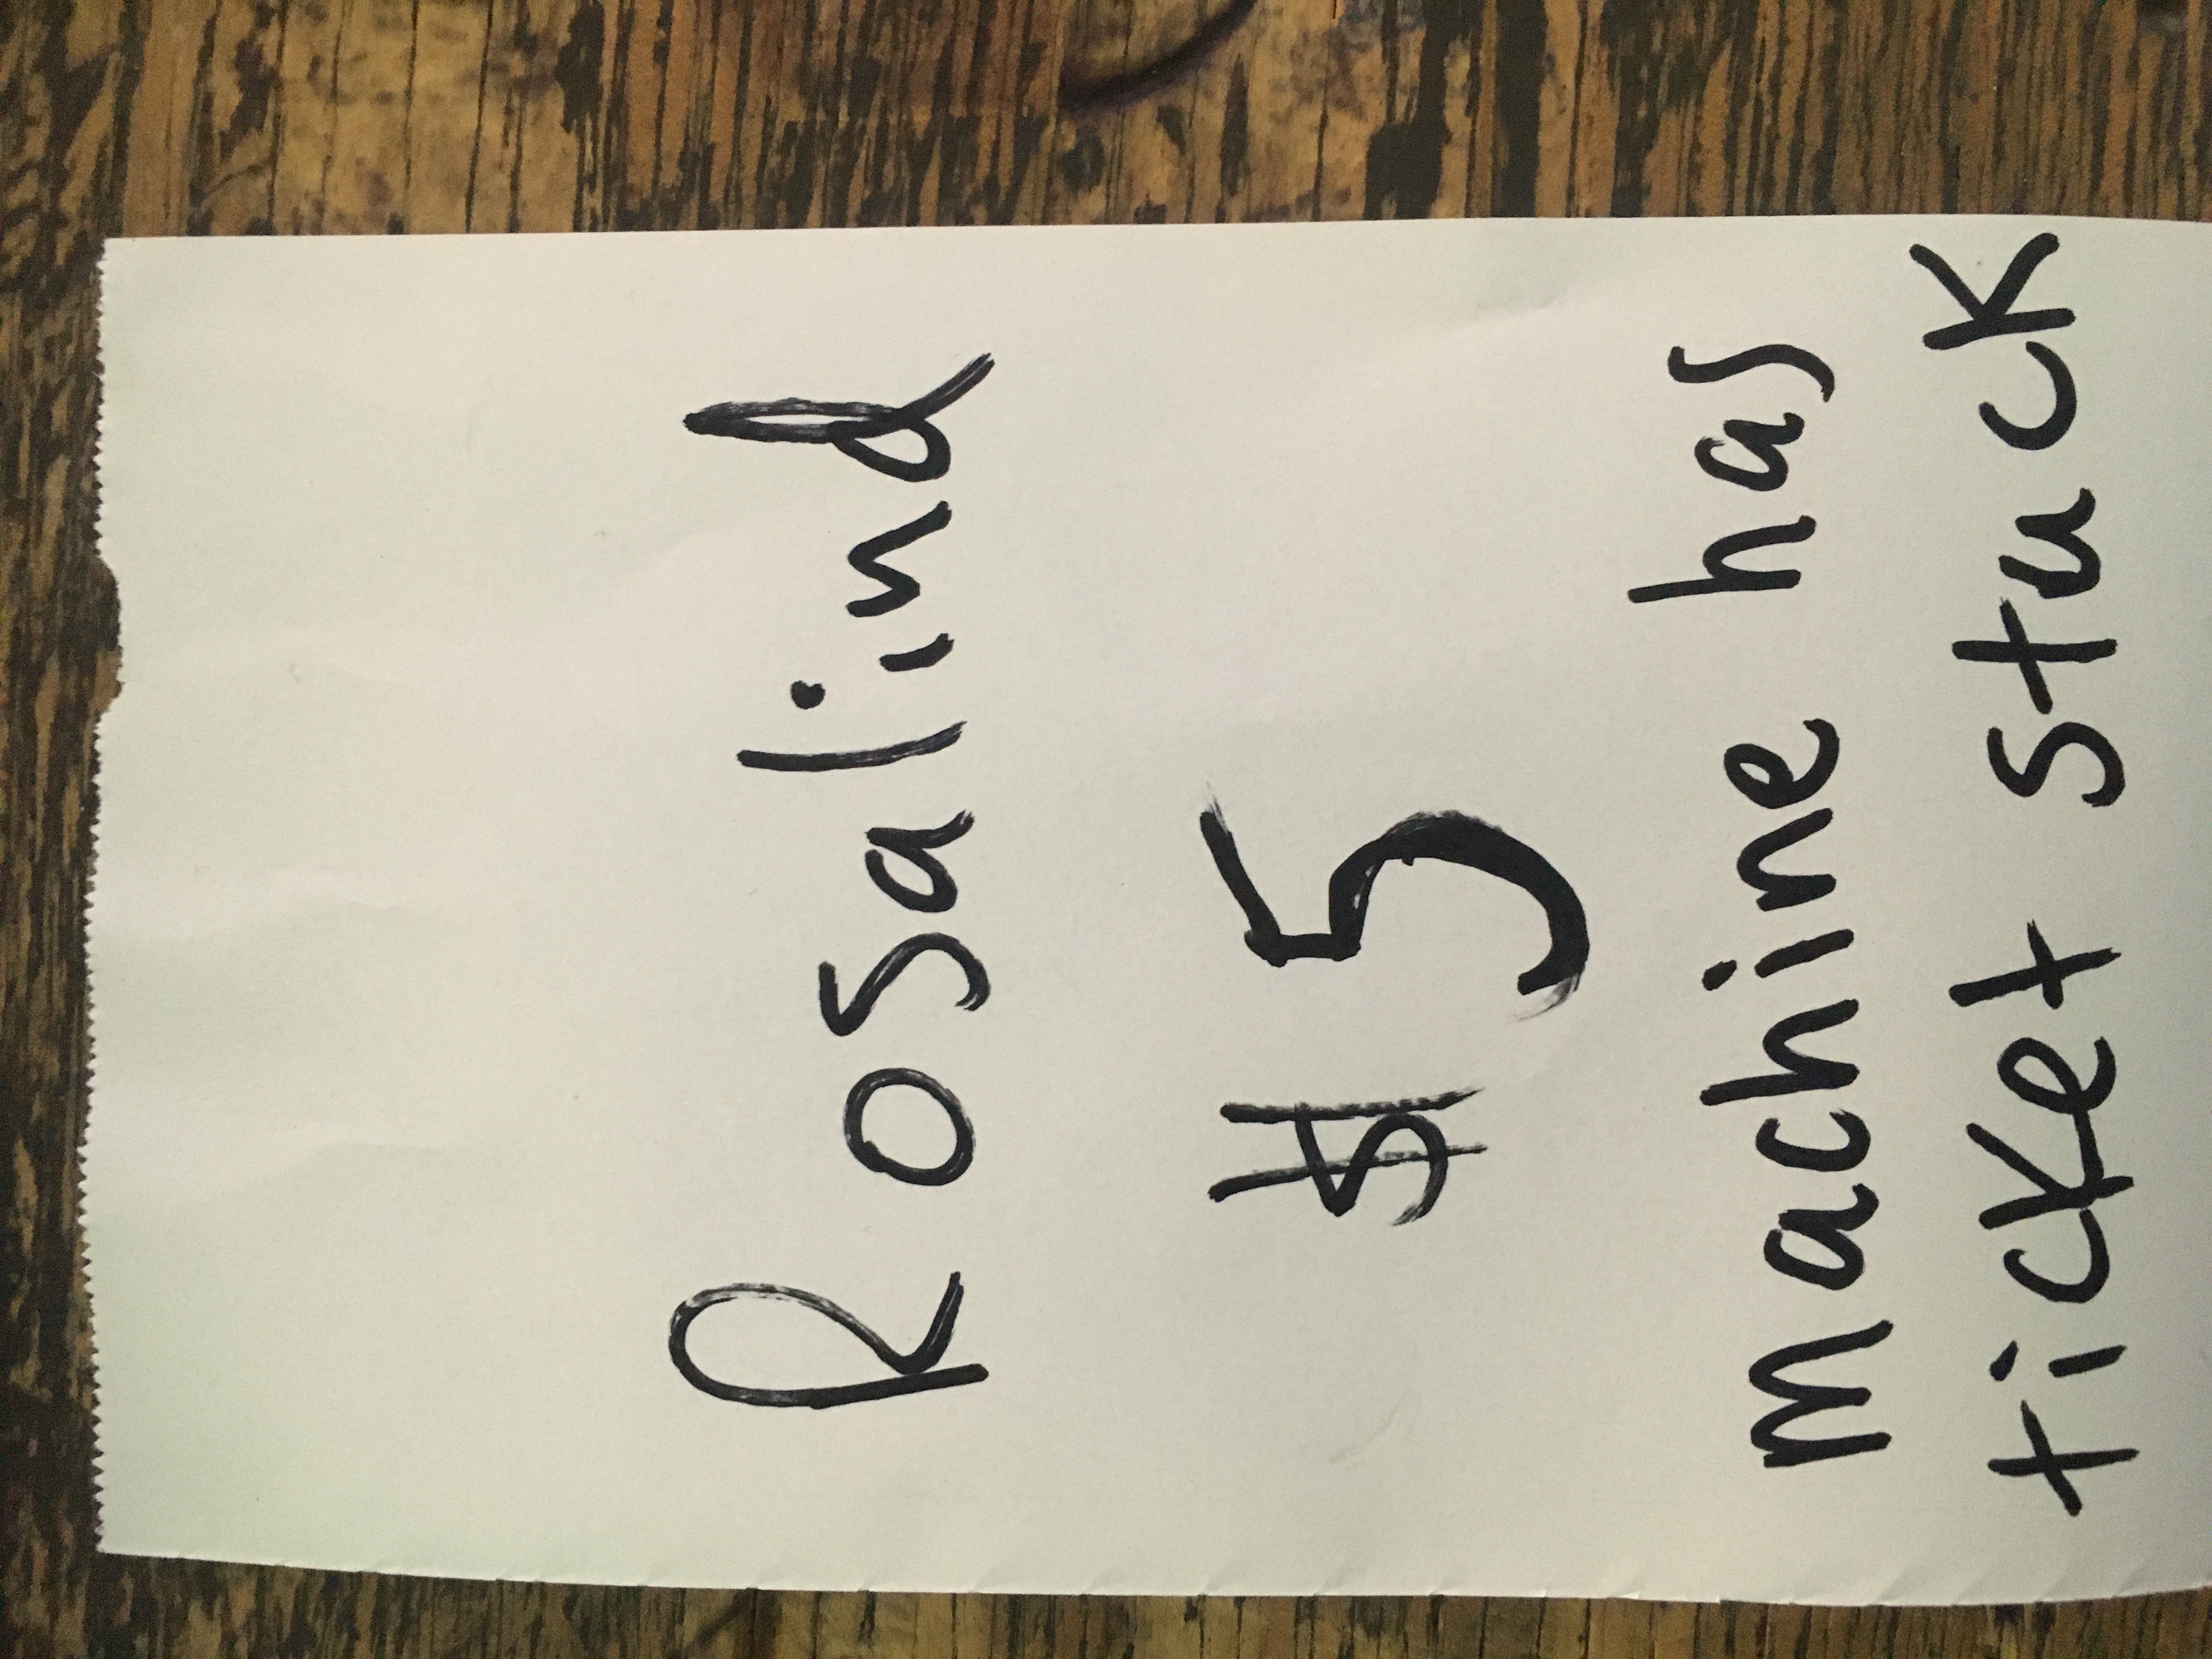 Rosalind
$5
machine has
ticket stuck